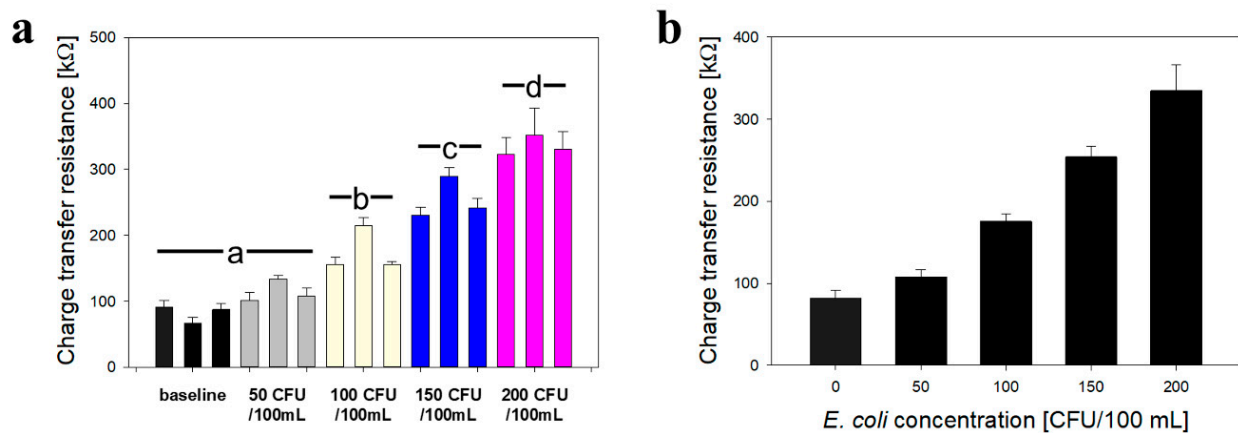 a
Charge transfer resistance [kΩ]
500
400
300
200
100
0
a
b
c
d
baseline
50 CFU
/100mL
100 CFU
/100mL
150 CFU
/100mL
200 CFU
/100mL
b
Charge transfer resistance [kΩ]
400
300
200
100
0
0
50
100
150
200
E. coli concentration [CFU/100 mL]